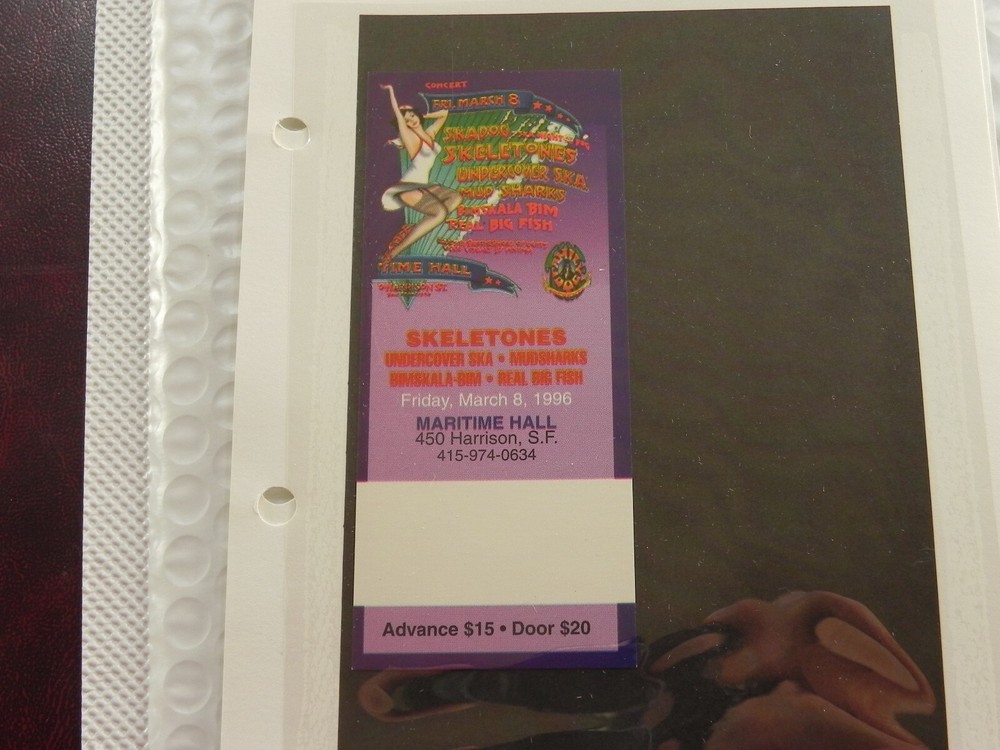 CONCERT
FRI. MARCH 8
SKAPOG
SKELETONES
UNDERCOVER SKA
MUD SHARKS
BIMSKALA BIM
REAL BIG FISH
TIME HALL
SKELETONES
UNDERCOVER SKA • MUDSHARKS
BIMSKALA-BIM • REAL BIG FISH
Friday, March 8, 1996
MARITIME HALL
450 Harrison, S.F.
415-974-0634
Advance $15 • Door $20